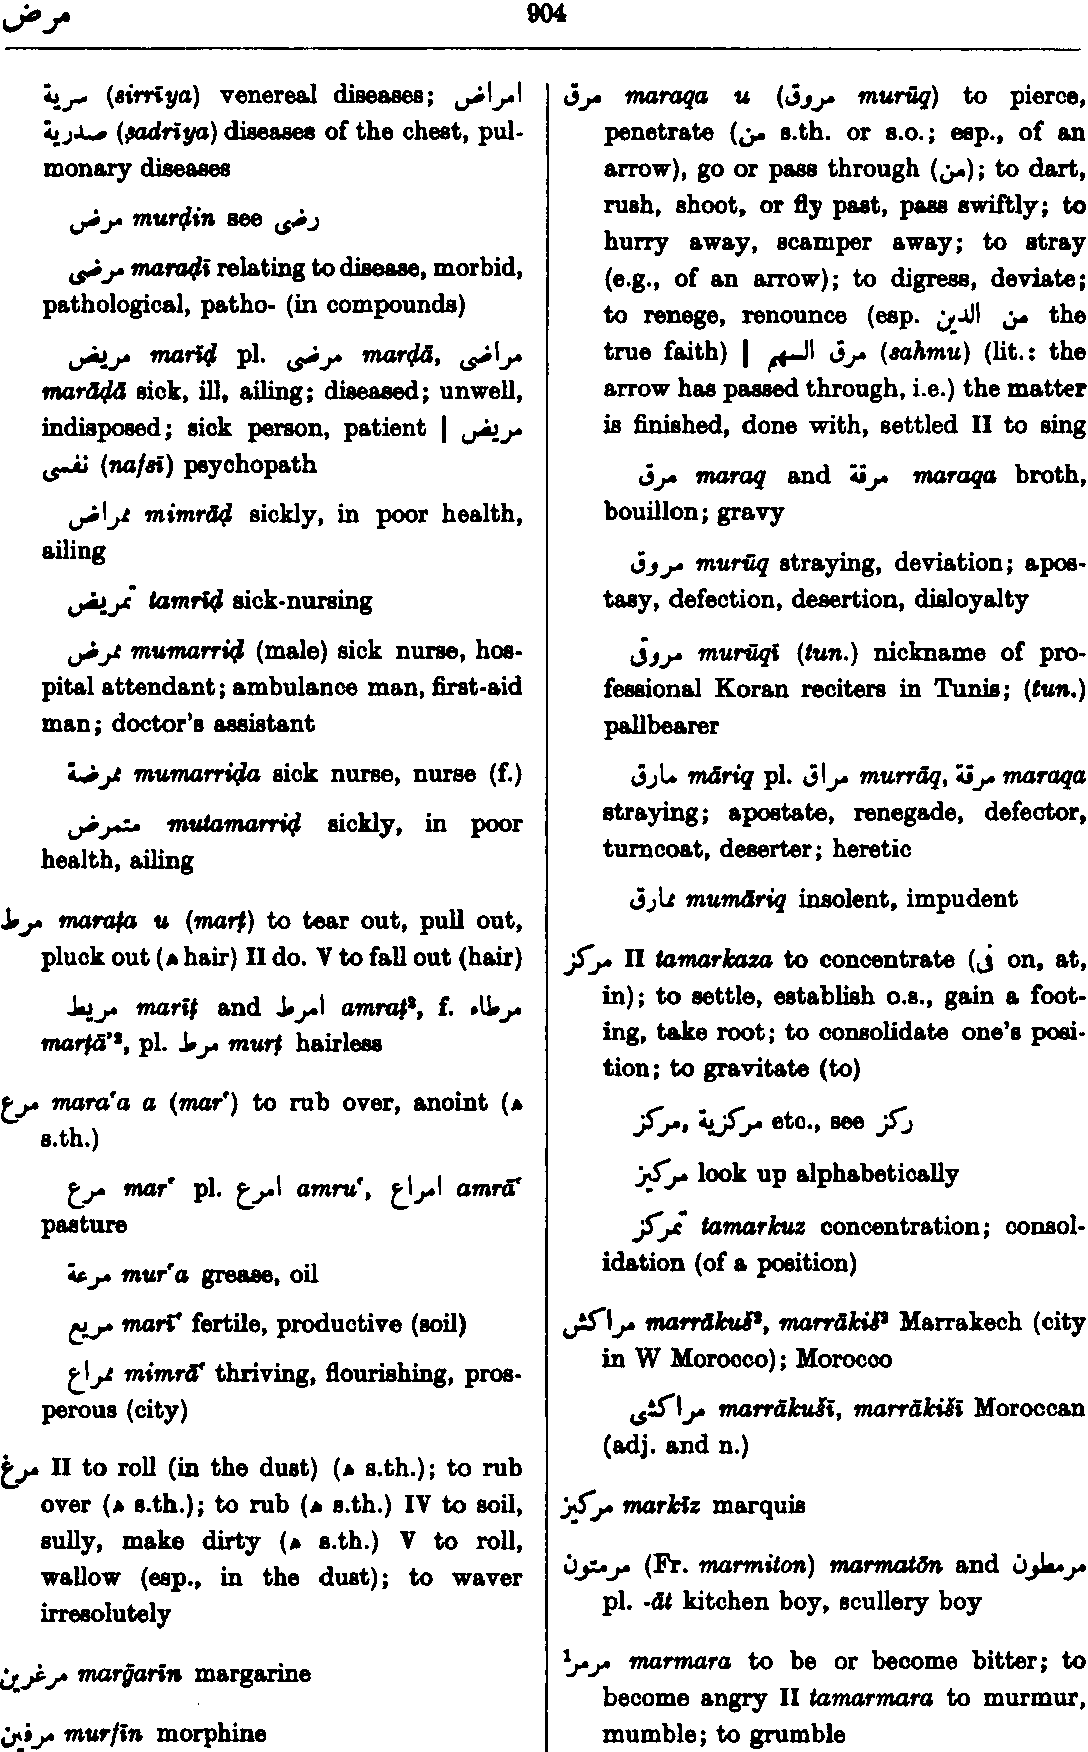 مرض 904
امراض سرية (sirrīya) venereal diseases;
صدرية (ṣadrīya) diseases of the chest, pul-
monary diseases
مرض murḍin see رضى
مرضى maraḍī relating to disease, morbid,
pathological, patho- (in compounds)
مريض marīḍ pl. مرضى marḍā, مراضى
marāḍā sick, ill, ailing; diseased; unwell,
indisposed; sick person, patient | مريض
نفسى (nafsī) psychopath
ممراض mimrāḍ sickly, in poor health,
ailing
تمريض tamrīḍ sick-nursing
ممرض mumarriḍ (male) sick nurse, hos-
pital attendant; ambulance man, first-aid
man; doctor's assistant
ممرضة mumarriḍa sick nurse, nurse (f.)
متمرض mutamarriḍ sickly, in poor
health, ailing
مرط maraṭa u (marṭ) to tear out, pull out,
pluck out (ه hair) II do. V to fall out (hair)
مريط marīṭ and امرط amraṭ², f. مرطاء
marṭā'², pl. مرط murṭ hairless
مرع mara‘a a (mar‘) to rub over, anoint (ه
s.th.)
مرع mar‘ pl. امرع amru‘, امراع amrā‘
pasture
مرعة mur‘a grease, oil
مريع marī‘ fertile, productive (soil)
ممراع mimrā‘ thriving, flourishing, pros-
perous (city)
مرغ II to roll (in the dust) (ه s.th.); to rub
over (ه s.th.); to rub (ه s.th.) IV to soil,
sully, make dirty (ه s.th.) V to roll,
wallow (esp., in the dust); to waver
irresolutely
مرغرين marḡarīn margarine
مرفين murfīn morphine
مرق maraqa u (مروق murūq) to pierce,
penetrate (من s.th. or s.o.; esp., of an
arrow), go or pass through (من); to dart,
rush, shoot, or fly past, pass swiftly; to
hurry away, scamper away; to stray
(e.g., of an arrow); to digress, deviate;
to renege, renounce (esp. من الدين the
true faith) | مرق السهم (sahmu) (lit.: the
arrow has passed through, i.e.) the matter
is finished, done with, settled II to sing
مرق maraq and مرقة maraqa broth,
bouillon; gravy
مروق murūq straying, deviation; apos-
tasy, defection, desertion, disloyalty
مروقى murūqī (tun.) nickname of pro-
fessional Koran reciters in Tunis; (tun.)
pallbearer
مارق māriq pl. مراق murrāq, مرقة maraqa
straying; apostate, renegade, defector,
turncoat, deserter; heretic
ممارق mumāriq insolent, impudent
مركز II tamarkaza to concentrate (فى on, at,
in); to settle, establish o.s., gain a foot-
ing, take root; to consolidate one's posi-
tion; to gravitate (to)
مركز, مركزية etc., see ركز
مركيز look up alphabetically
تمركز tamarkuz concentration; consol-
idation (of a position)
مراكش marrākuš², marrākiš² Marrakech (city
in W Morocco); Morocco
مراكشى marrākušī, marrākišī Moroccan
(adj. and n.)
مركيز markīz marquis
مرمتون (Fr. marmiton) marmatōn and مرمطون
pl. -āt kitchen boy, scullery boy
¹مرمر marmara to be or become bitter; to
become angry II tamarmara to murmur,
mumble; to grumble